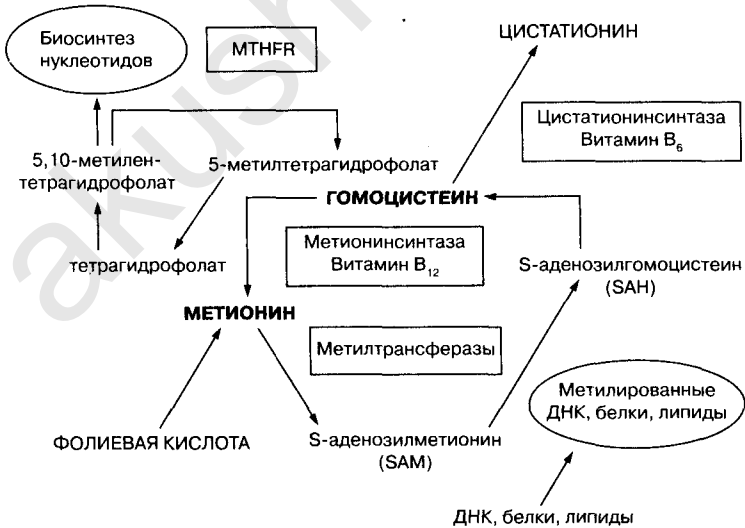 Биосинтез
нуклеотидов
MTHFR
ЦИСТАТИОНИН
Цистатионинсинтаза
Витамин B₆
5,10-метилен-
тетрагидрофолат
5-метилтетрагидрофолат
ГОМОЦИСТЕИН
Метионинсинтаза
Витамин B₁₂
тетрагидрофолат
S-аденозилгомоцистеин
(SAH)
МЕТИОНИН
Метилтрансферазы
Метилированные
ДНК, белки, липиды
ФОЛИЕВАЯ КИСЛОТА
S-аденозилметионин
(SAM)
ДНК, белки, липиды
akush